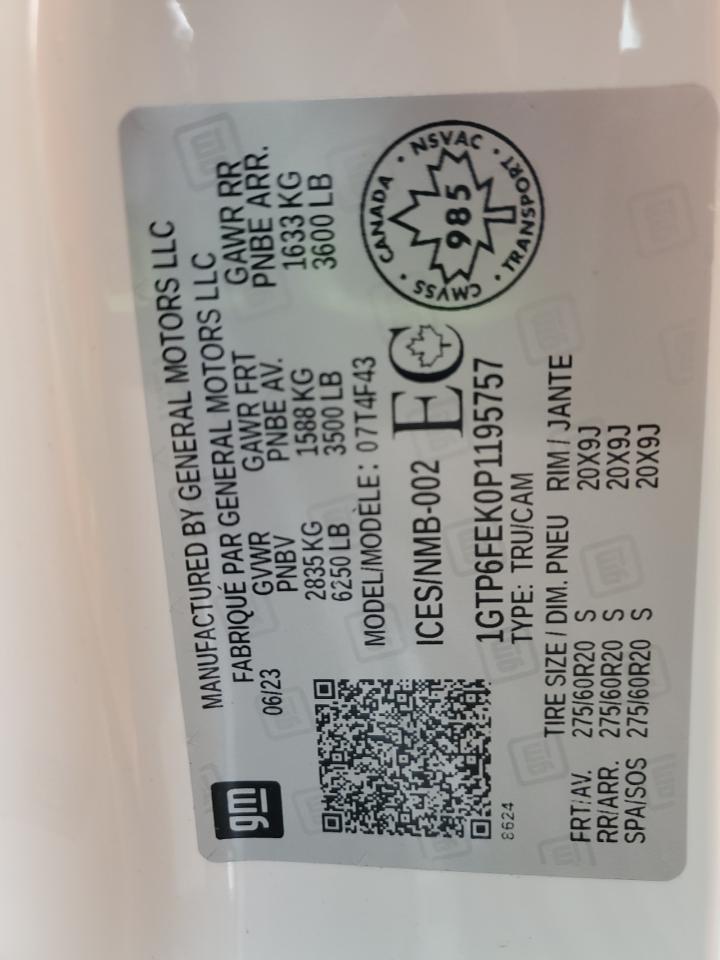 gm
MANUFACTURED BY GENERAL MOTORS LLC
FABRIQUÉ PAR GENERAL MOTORS LLC
06/23
GVWR GAWR FRT GAWR RR
PNBV PNBE AV. PNBE ARR.
2835 KG 1588 KG 1633 KG
6250 LB 3500 LB 3600 LB
MODEL/MODÈLE: 07T4F43
ICES/NMB-002 EC
CANADA · NSVAC · TRANSPORT · CMVSS ·
985
1GTP6FEK0P1195757
TYPE: TRU/CAM
8624
TIRE SIZE / DIM. PNEU RIM / JANTE
FRT/AV. 275/60R20 S 20X9J
RR/ARR. 275/60R20 S 20X9J
SPA/SOS 275/60R20 S 20X9J